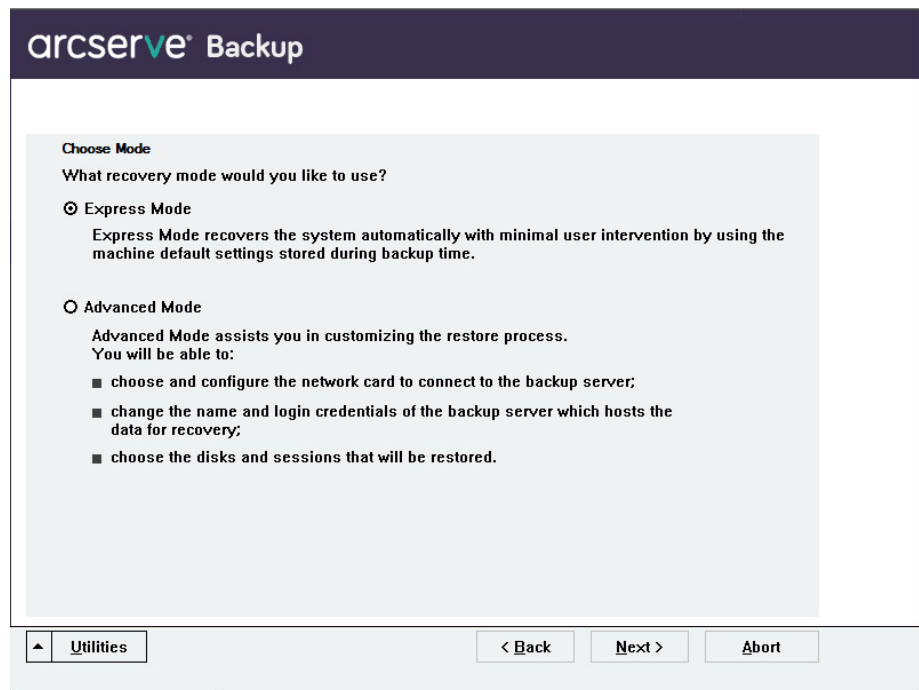 arcserve® Backup
Choose Mode
What recovery mode would you like to use?
Express Mode
Express Mode recovers the system automatically with minimal user intervention by using the
machine default settings stored during backup time.
Advanced Mode
Advanced Mode assists you in customizing the restore process.
You will be able to:
■ choose and configure the network card to connect to the backup server;
■ change the name and login credentials of the backup server which hosts the
data for recovery;
■ choose the disks and sessions that will be restored.
Utilities
< Back
Next >
Abort